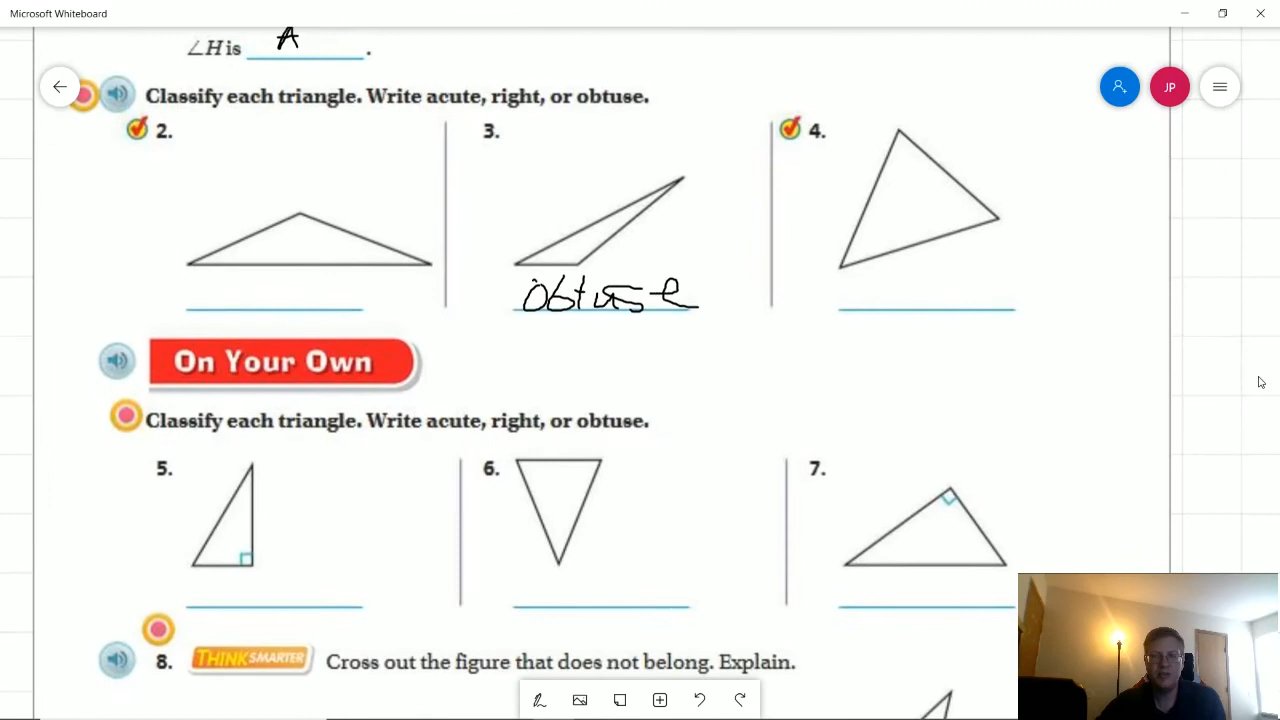 Microsoft Whiteboard
∠H is A .
JP
Classify each triangle. Write acute, right, or obtuse.
2. 3. 4.
obtuse
On Your Own
Classify each triangle. Write acute, right, or obtuse.
5. 6. 7.
8. THINK SMARTER Cross out the figure that does not belong. Explain.